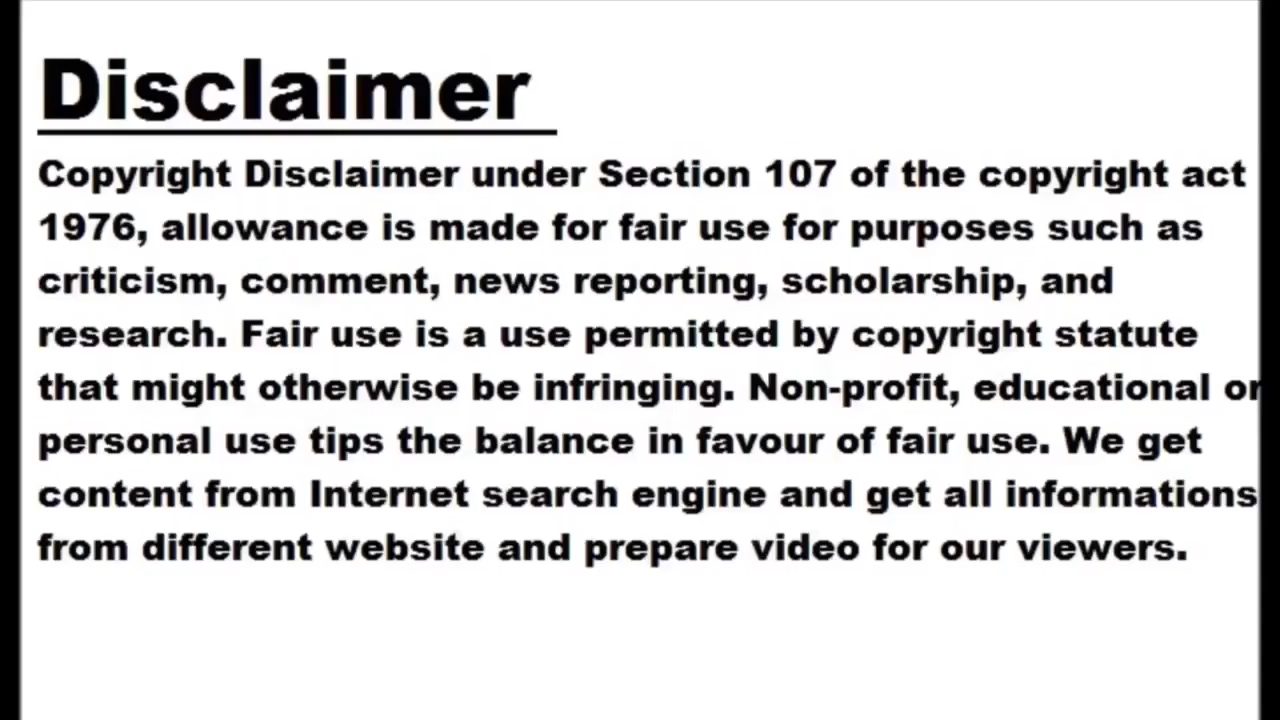 Disclaimer
Copyright Disclaimer under Section 107 of the copyright act
1976, allowance is made for fair use for purposes such as
criticism, comment, news reporting, scholarship, and
research. Fair use is a use permitted by copyright statute
that might otherwise be infringing. Non-profit, educational or
personal use tips the balance in favour of fair use. We get
content from Internet search engine and get all informations
from different website and prepare video for our viewers.